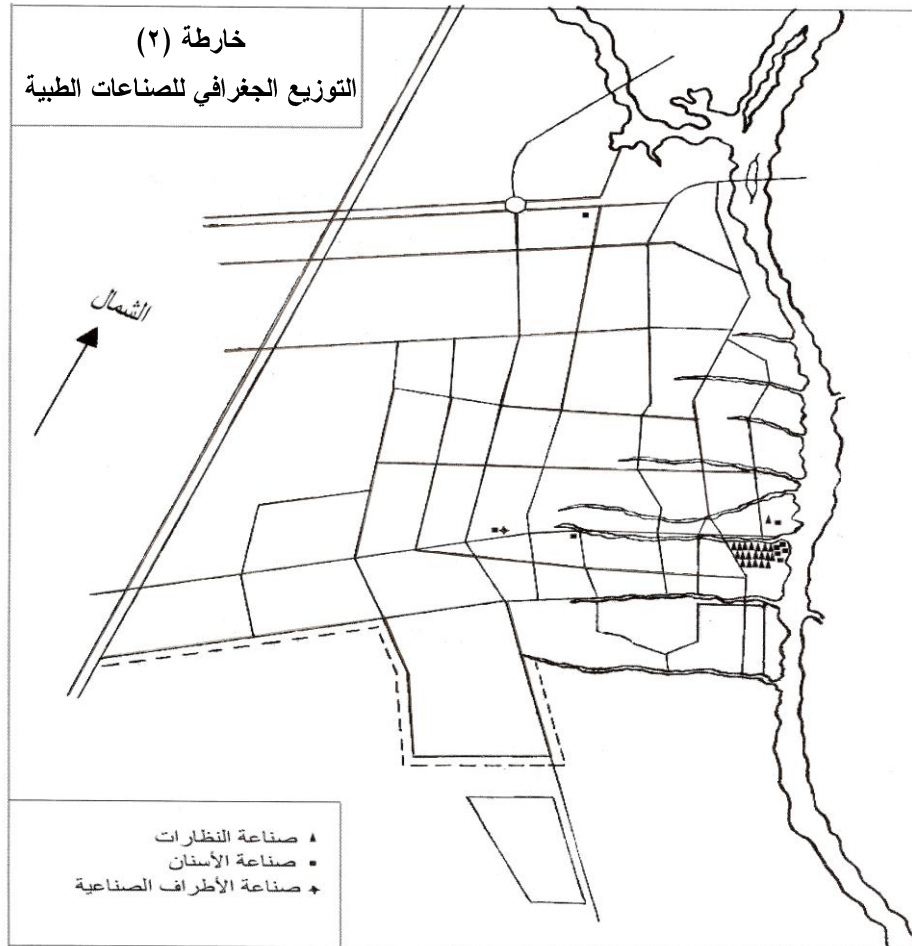 خارطة (٢)
التوزيع الجغرافي للصناعات الطبية
الشمال
صناعة النظارات
صناعة الأسنان
صناعة الأطراف الصناعية